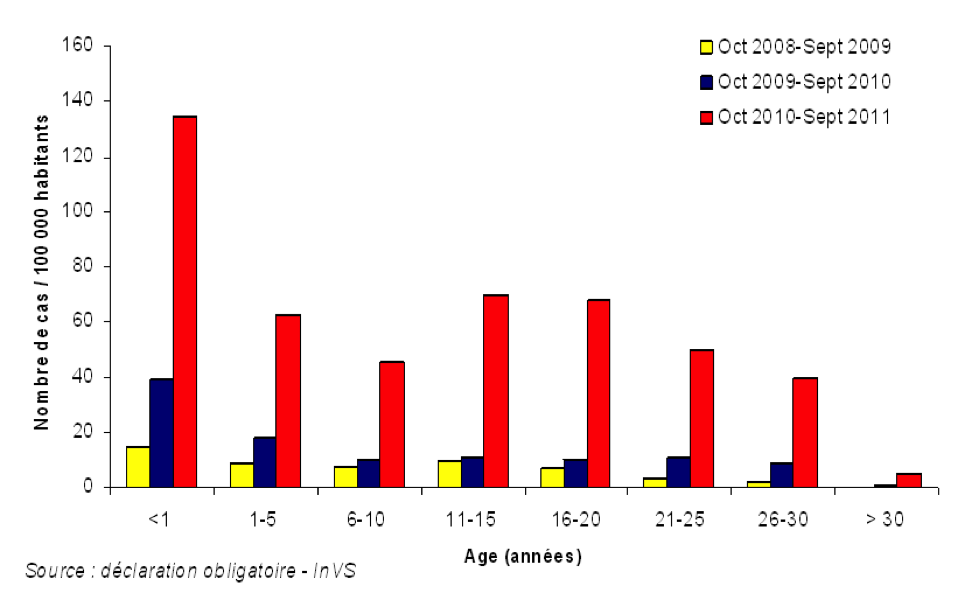 160
140
120
100
80
60
40
20
0
Nombre de cas / 100 000 habitants
Oct 2008-Sept 2009
Oct 2009-Sept 2010
Oct 2010-Sept 2011
<1 1-5 6-10 11-15 16-20 21-25 26-30 > 30
Age (années)
Source : déclaration obligatoire - InVS